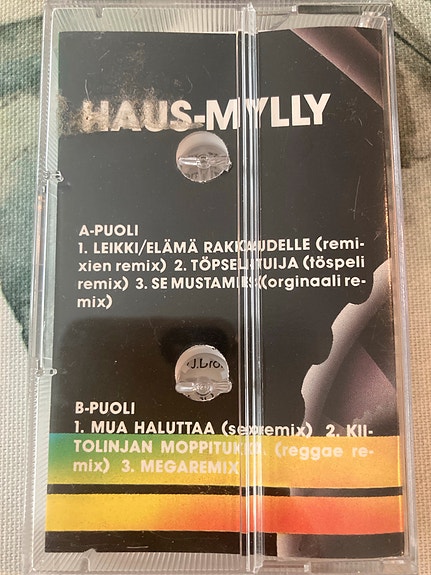 HAUS-MYLLY
A-PUOLI
1. LEIKKI/ELÄMÄ RAKKAUDELLE (remi-
xien remix) 2. TÖPSELITUIJA (töspeli
remix) 3. SE MUSTAMIES (orginaali re-
mix)
J.Dro
B-PUOLI
1. MUA HALUTTAA (sexremix) 2. KII-
TOLINJAN MOPPITUKKA (reggae re-
mix) 3. MEGAREMIX